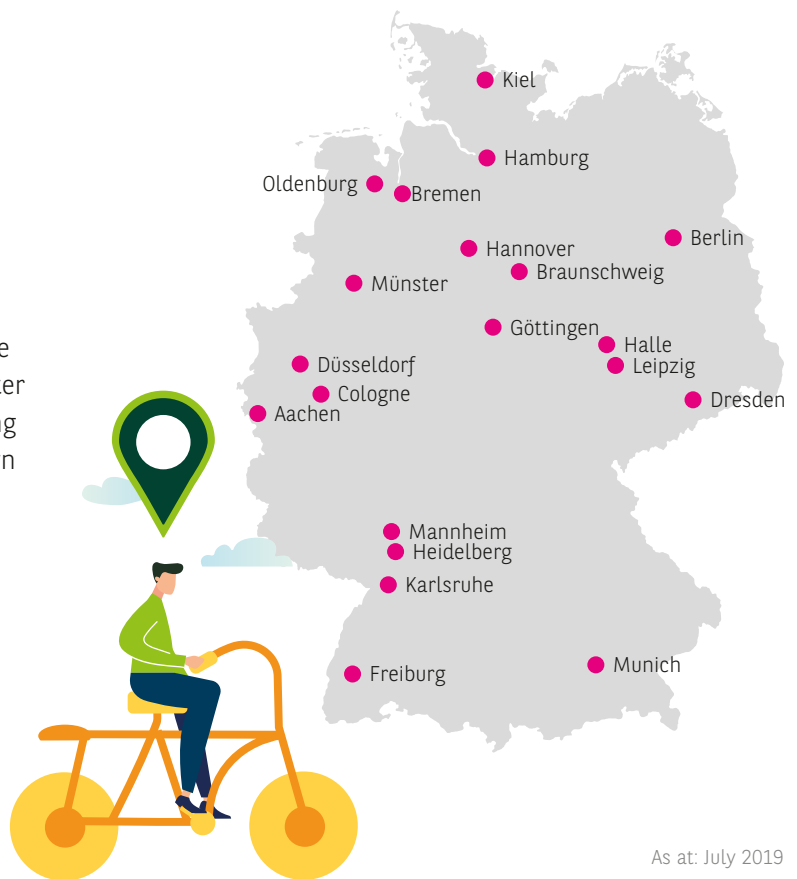 Kiel
Hamburg
Oldenburg
Bremen
Berlin
Hannover
Braunschweig
Münster
Göttingen
Halle
Leipzig
Düsseldorf
Cologne
Dresden
Aachen
Mannheim
Heidelberg
Karlsruhe
Munich
Freiburg
As at: July 2019